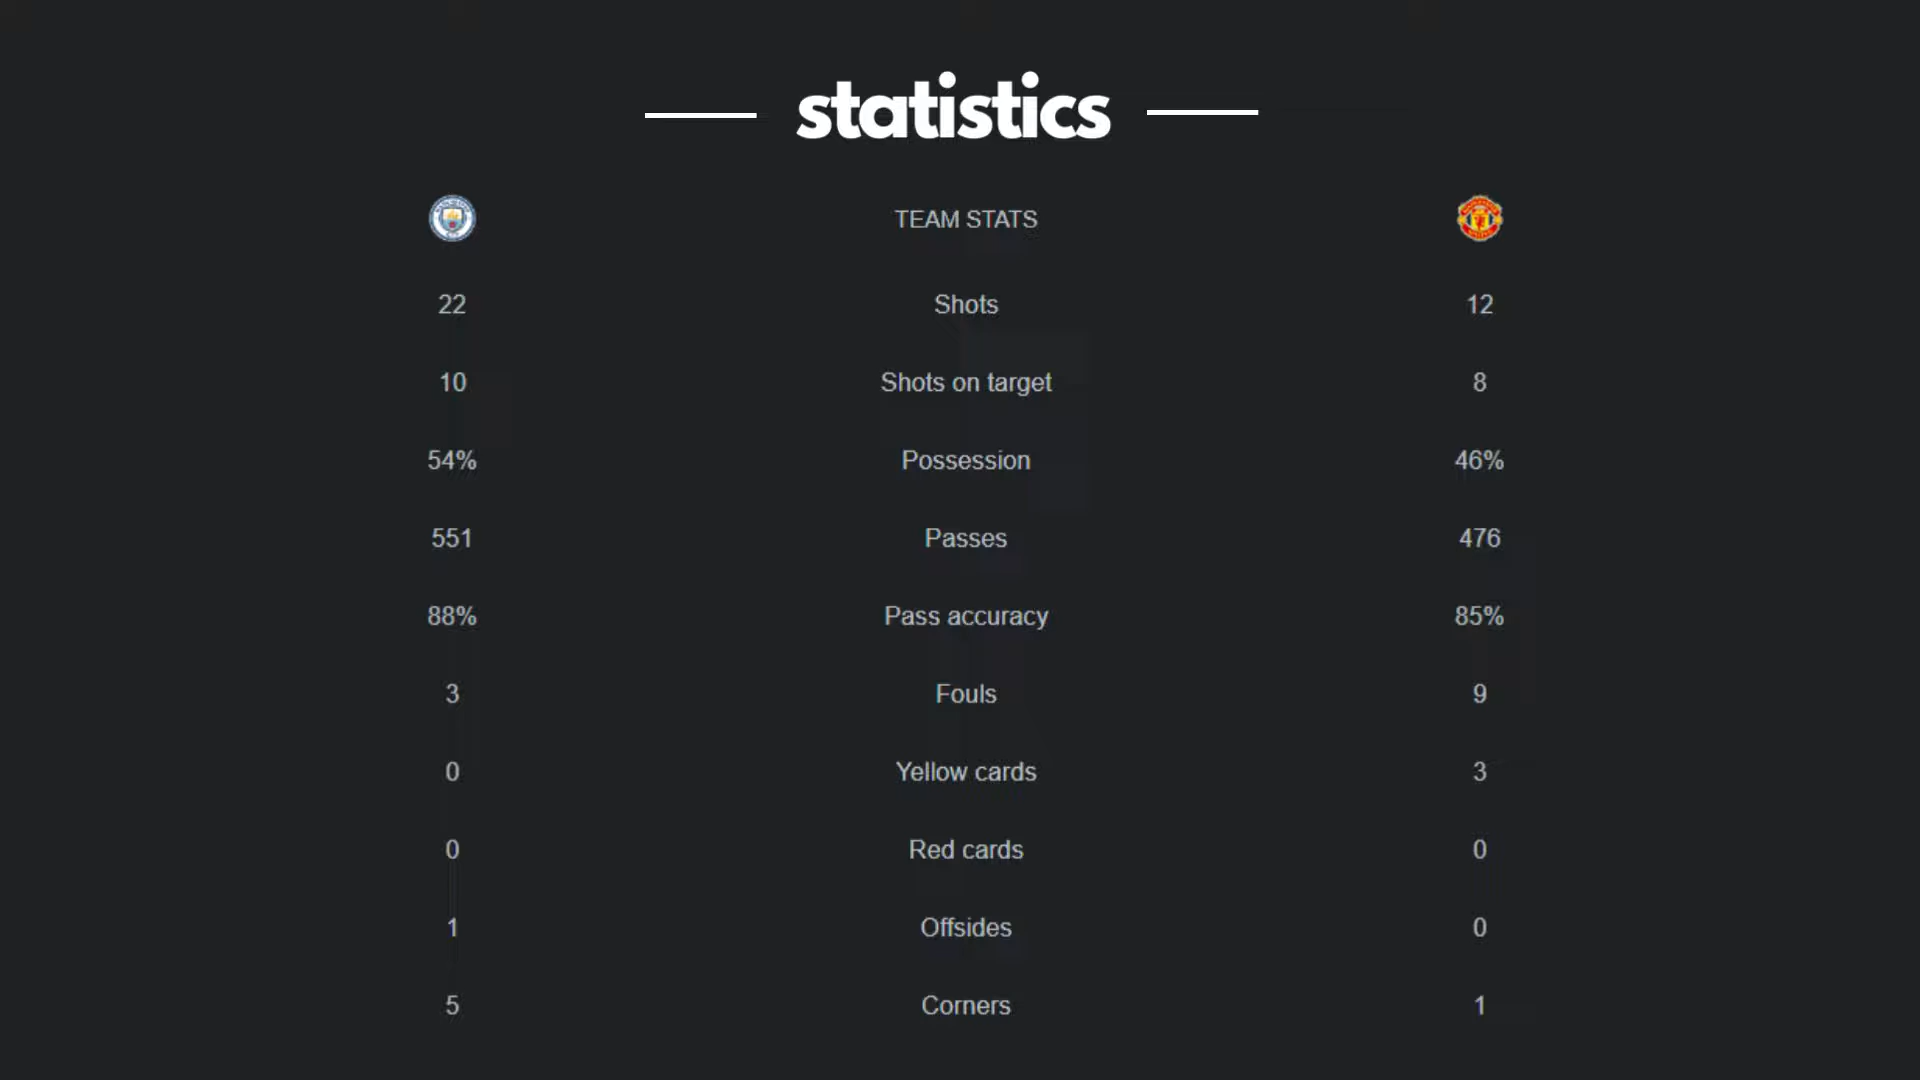 statistics
TEAM STATS
22 Shots 12
10 Shots on target 8
54% Possession 46%
551 Passes 476
88% Pass accuracy 85%
3 Fouls 9
0 Yellow cards 3
0 Red cards 0
1 Offsides 0
5 Corners 1